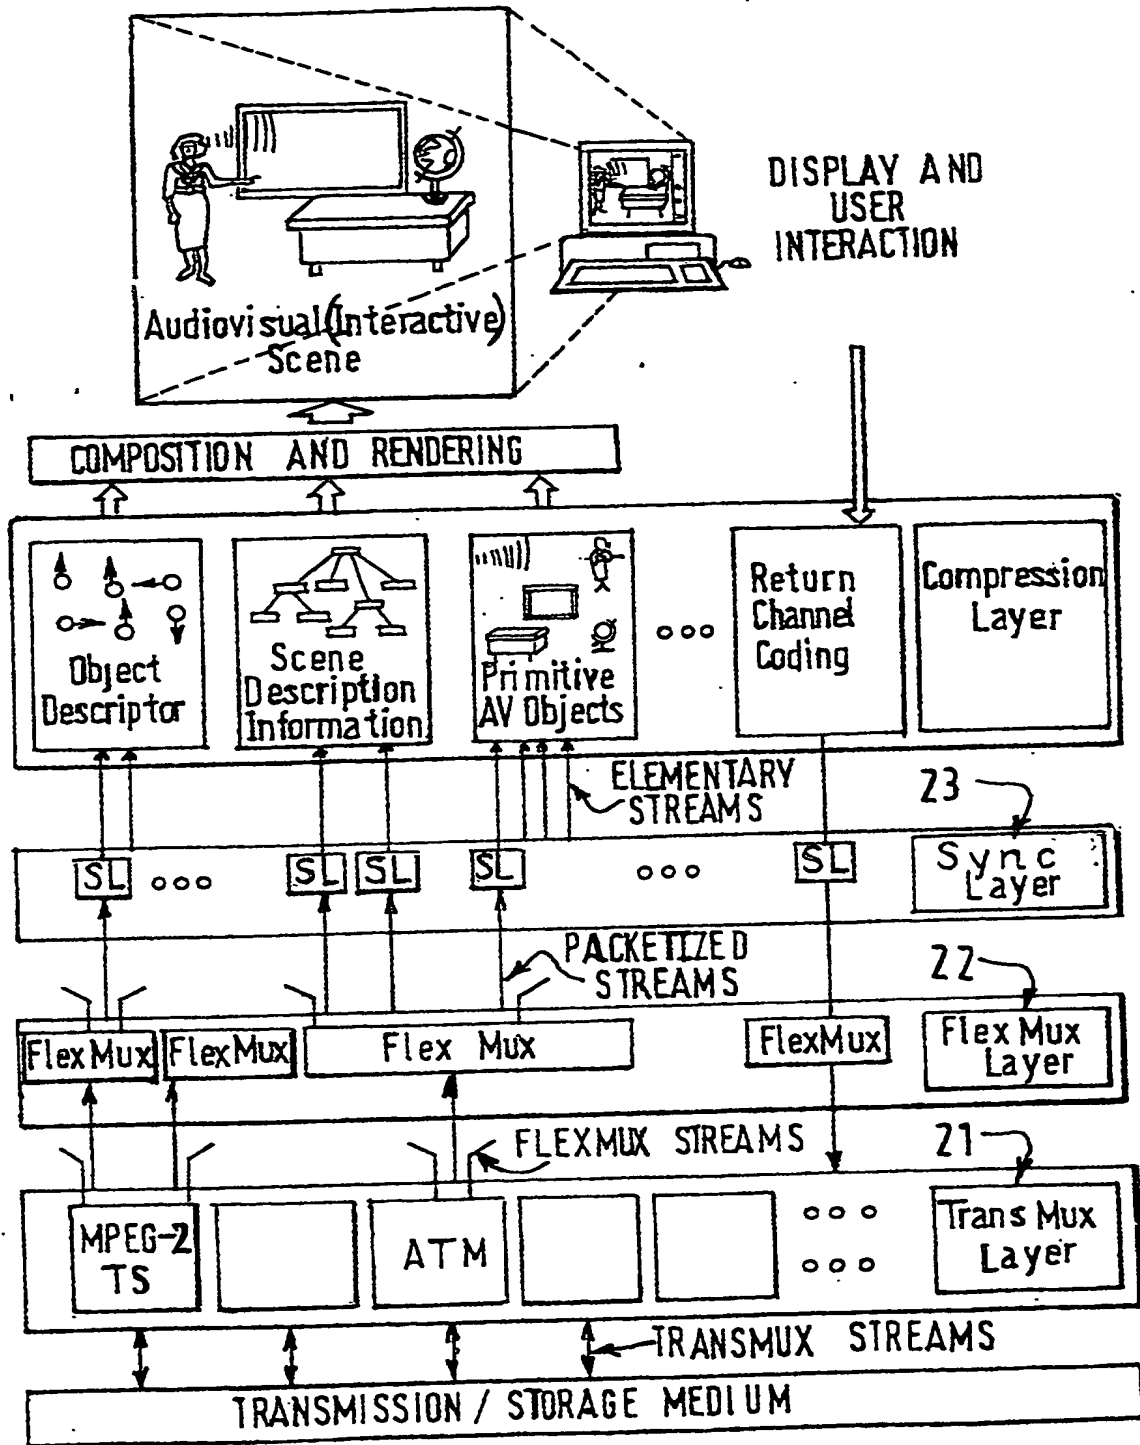 DISPLAY AND
USER
INTERACTION
Audiovisual (Interactive)
Scene
COMPOSITION AND RENDERING
Object
Descriptor
Scene
Description
Information
Primitive
AV Objects
Return
Channel
Coding
Compression
Layer
ELEMENTARY
STREAMS
23
SL
SL
SL
SL
SL
Sync
Layer
PACKETIZED
STREAMS
22
FlexMux
FlexMux
Flex Mux
FlexMux
Flex Mux
Layer
FLEXMUX STREAMS
21
MPEG-2
TS
ATM
Trans Mux
Layer
TRANSMUX STREAMS
TRANSMISSION / STORAGE MEDIUM